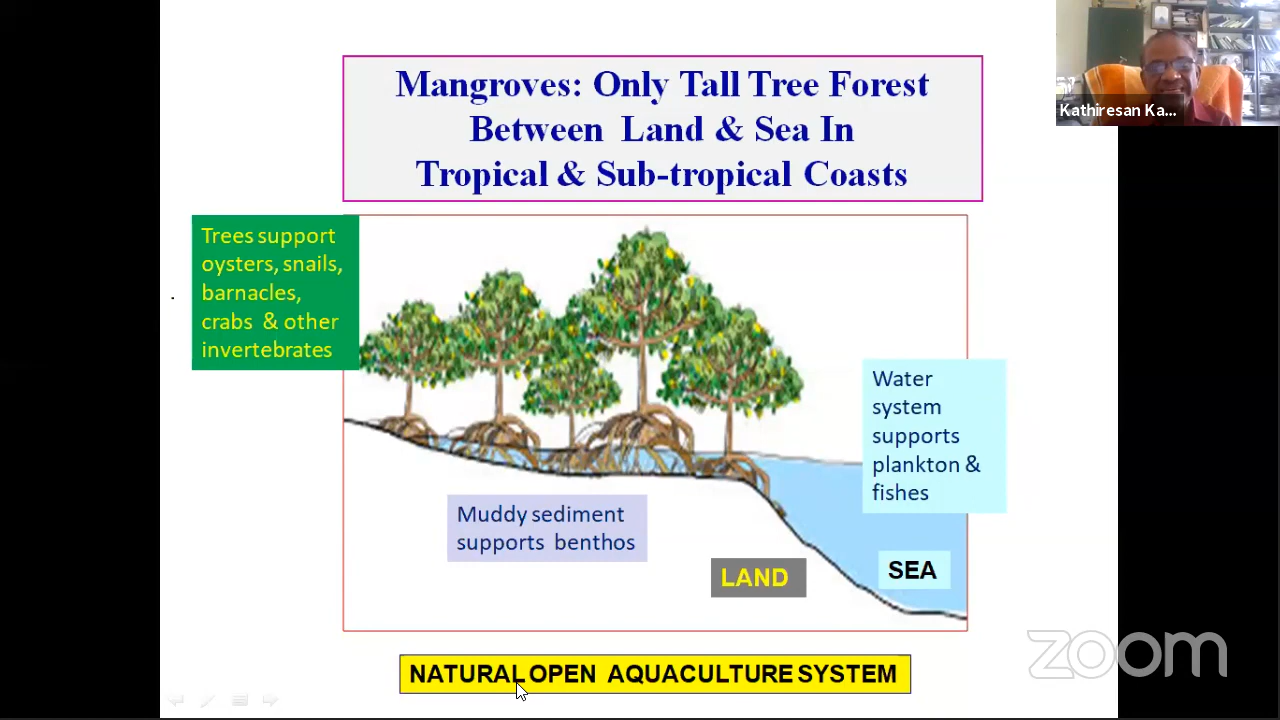 Mangroves: Only Tall Tree Forest
Between Land & Sea In
Tropical & Sub-tropical Coasts
Kathiresan Ka...
Trees support
oysters, snails,
barnacles,
crabs & other
invertebrates
Water
system
supports
plankton &
fishes
Muddy sediment
supports benthos
LAND
SEA
NATURAL OPEN AQUACULTURE SYSTEM
zoom